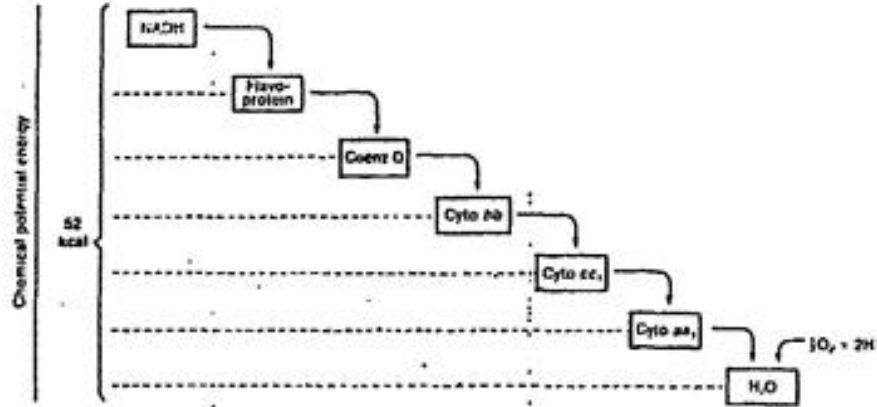 NADH
Flavo-
protein
Coenz Q
Cyto bb
Chemical potential energy
52
kcal
Cyto cc₁
Cyto aa₃
½O₂ + 2H
H₂O